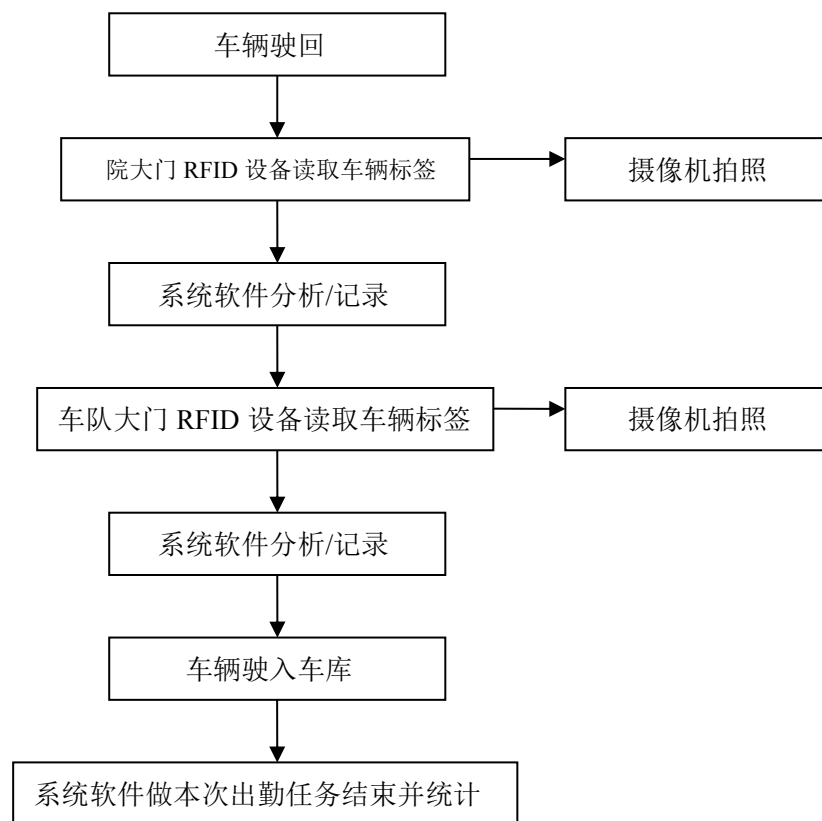 车辆驶回
院大门 RFID 设备读取车辆标签
摄像机拍照
系统软件分析/记录
车队大门 RFID 设备读取车辆标签
摄像机拍照
系统软件分析/记录
车辆驶入车库
系统软件做本次出勤任务结束并统计